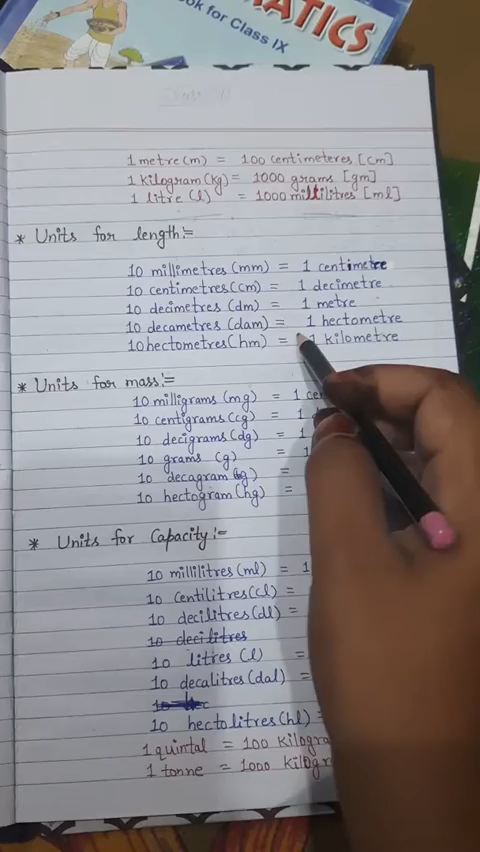 MATICS
ook for Class IX
1 metre (m) = 100 centimeteres [cm]
1 kilogram (kg) = 1000 grams [gm]
1 litre (l) = 1000 millilitres [ml]
* Units for length:=
10 millimetres (mm) = 1 centimetre
10 centimetres (cm) = 1 decimetre
10 decimetres (dm) = 1 metre
10 decametres (dam) = 1 hectometre
10 hectometres (hm) = 1 kilometre
* Units for mass:=
10 milligrams (mg) = 1 cen
10 centigrams (cg) = 1 d
10 decigrams (dg) = 1
10 grams (g) = 1
10 decagram (g) =
10 hectogram (hg) =
* Units for Capacity:=
10 millilitres (ml) = 1
10 centilitres (cl) =
10 decilitres (dl) =
10 decilitres
10 litres (l) =
10 decalitres (dal) =
10
10 hectolitres (hl) =
1 quintal = 100 kilogra
1 tonne = 1000 kilogr